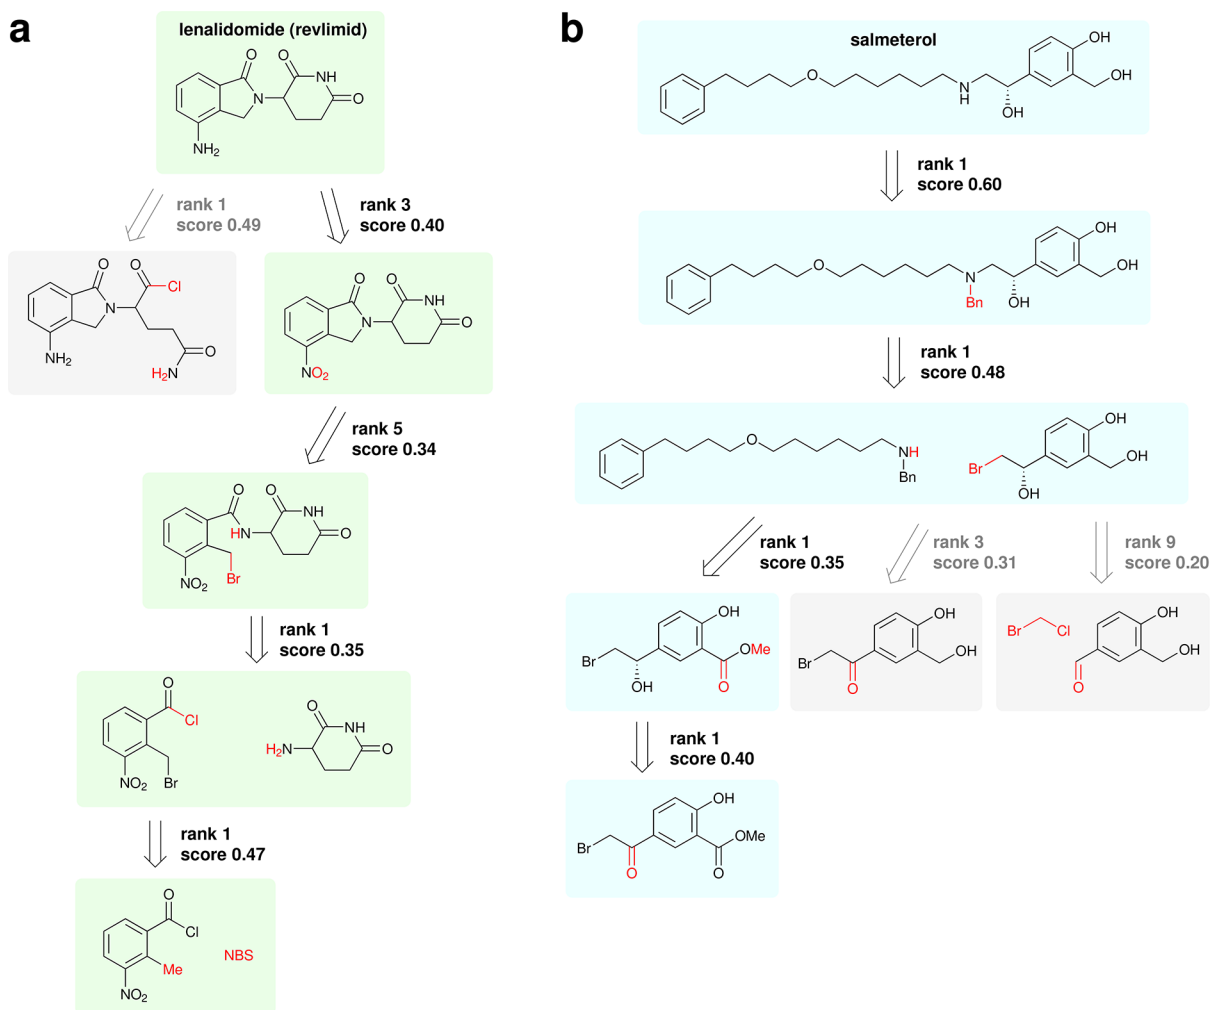 a
lenalidomide (revlimid)
O
O
NH
N
O
NH2
rank 1
score 0.49
rank 3
score 0.40
O
O
Cl
N
NH2
O
H2N
O
O
NH
N
O
NO2
rank 5
score 0.34
O
O
NH
HN
O
NO2
Br
rank 1
score 0.35
O
Cl
NO2
Br
O
NH
H2N
O
rank 1
score 0.47
O
Cl
Me
NO2
NBS
b
salmeterol
OH
O
N
H
OH
OH
rank 1
score 0.60
OH
O
N
OH
Bn
OH
rank 1
score 0.48
O
NH
Bn
OH
Br
OH
OH
rank 1
score 0.35
rank 3
score 0.31
rank 9
score 0.20
OH
Br
OMe
OH
O
OH
Br
OH
O
Br
Cl
OH
OH
O
rank 1
score 0.40
OH
Br
OMe
O
O